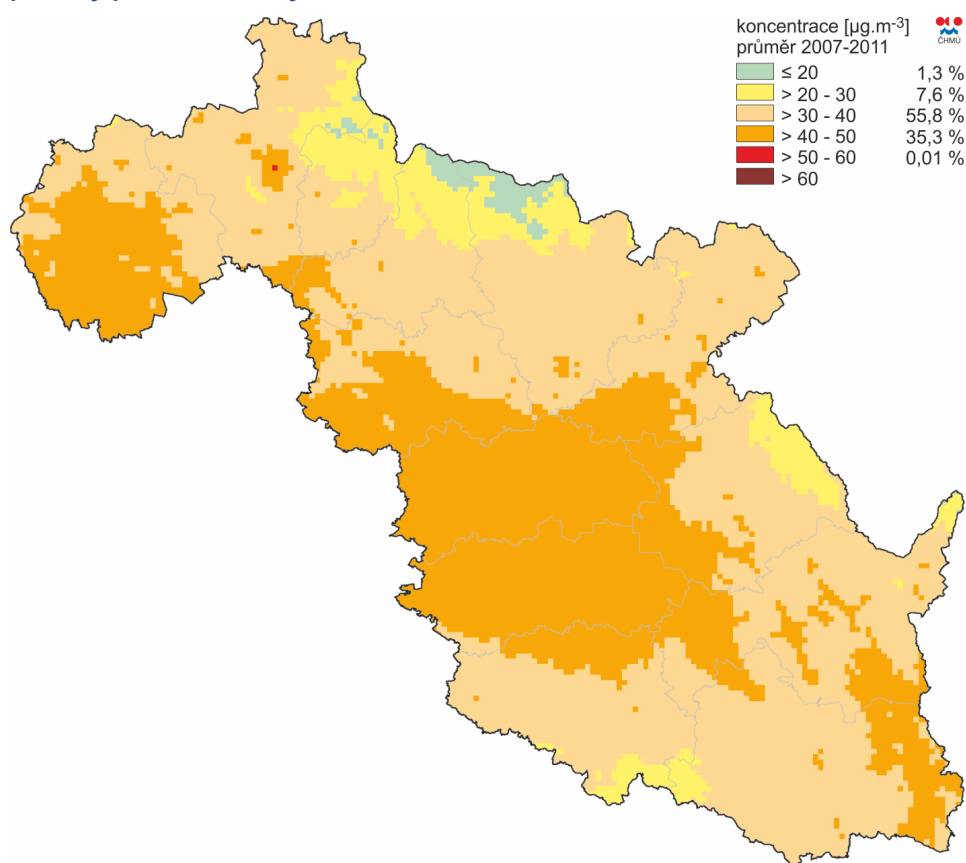 koncentrace [µg.m-3]
průměr 2007-2011
ČHMÚ
≤ 20 1,3 %
> 20 - 30 7,6 %
> 30 - 40 55,8 %
> 40 - 50 35,3 %
> 50 - 60 0,01 %
> 60